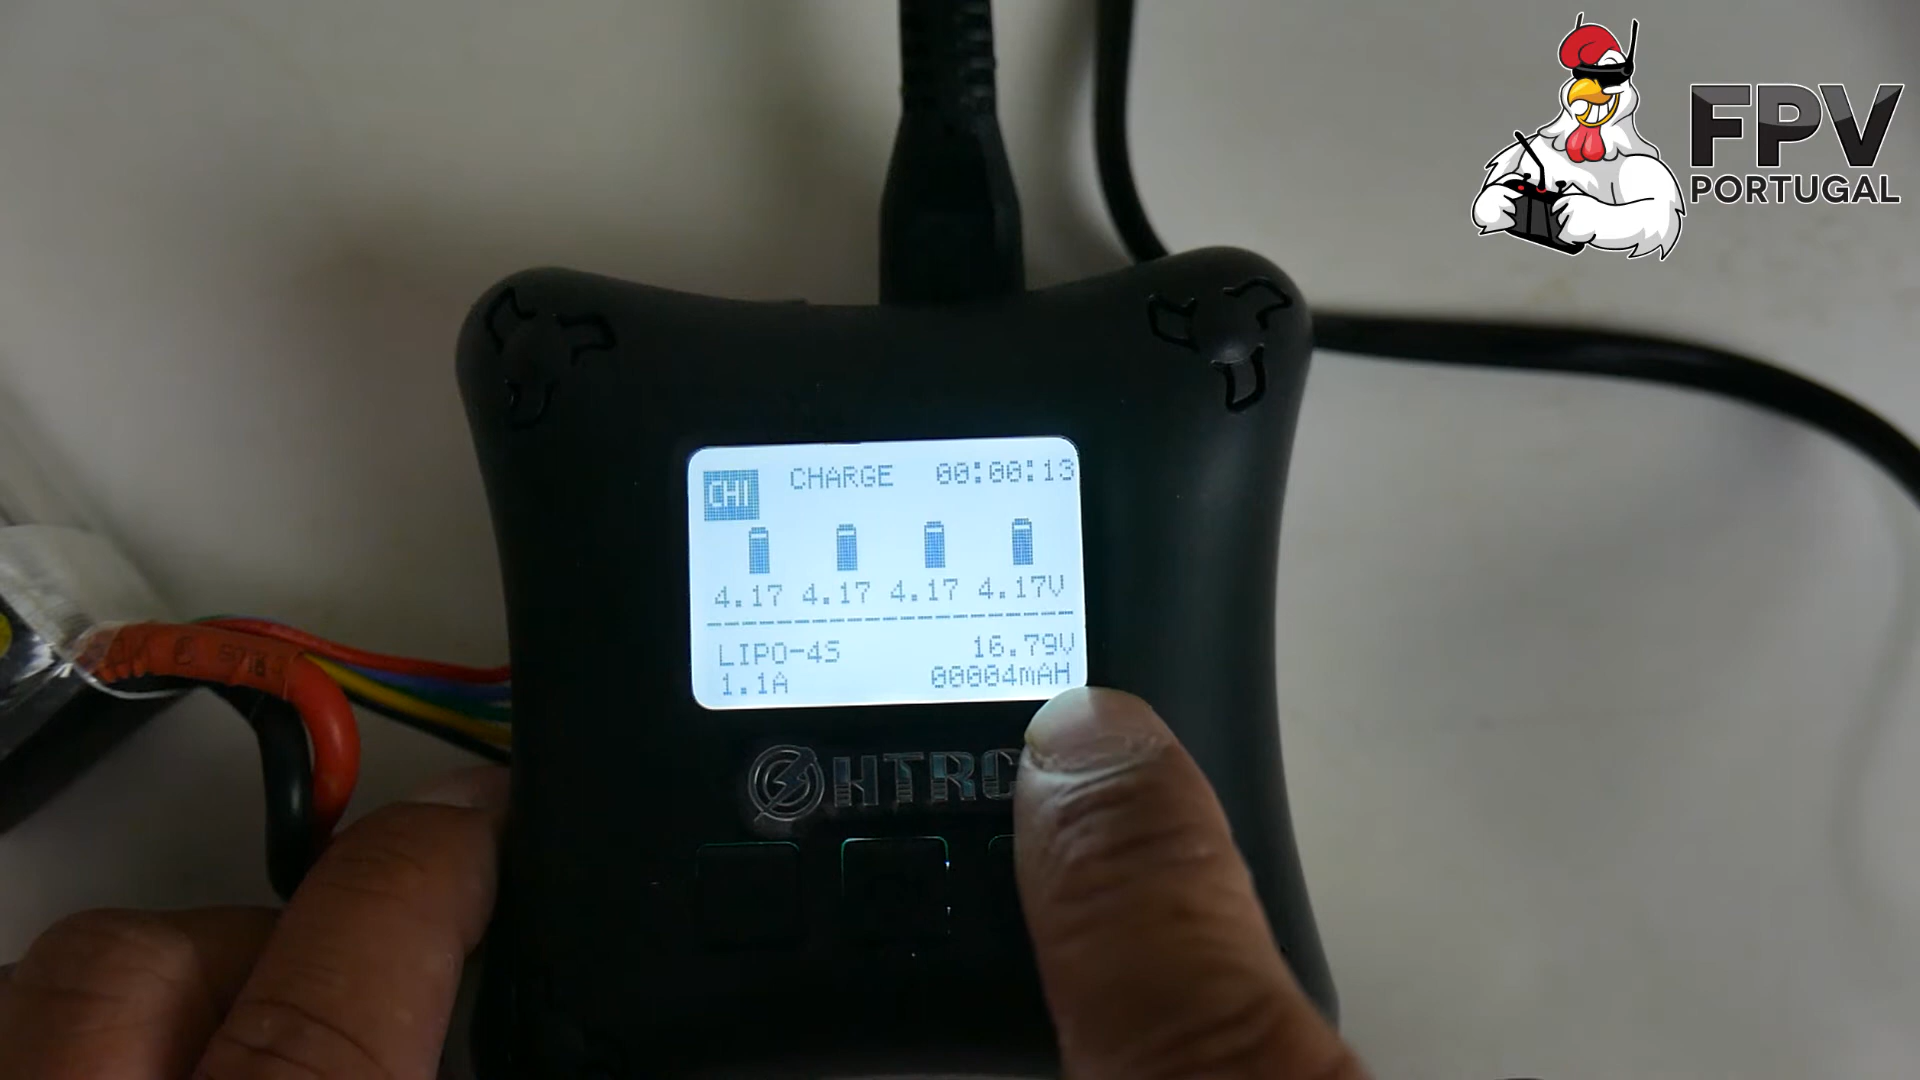 FPV
PORTUGAL
CH1 CHARGE 00:00:13
4.17 4.17 4.17 4.17V
LIPO-4S 16.79V
1.1A 00004mAH
HTRC